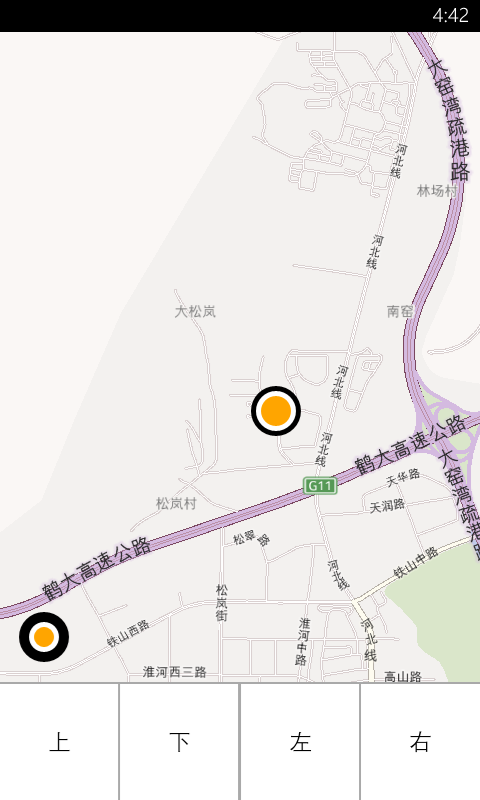 4:42
大窑湾疏港路
河北线
林场村
河北线
大松岚
南窑
河北线
河北线
鹤大高速公路
大窑湾疏港路
G11
天华路
松岚村
天润路
松翠路
鹤大高速公路
河北线
铁山中路
松岚街
铁山西路
淮河中路
河北线
淮河西三路
高山路
上
下
左
右